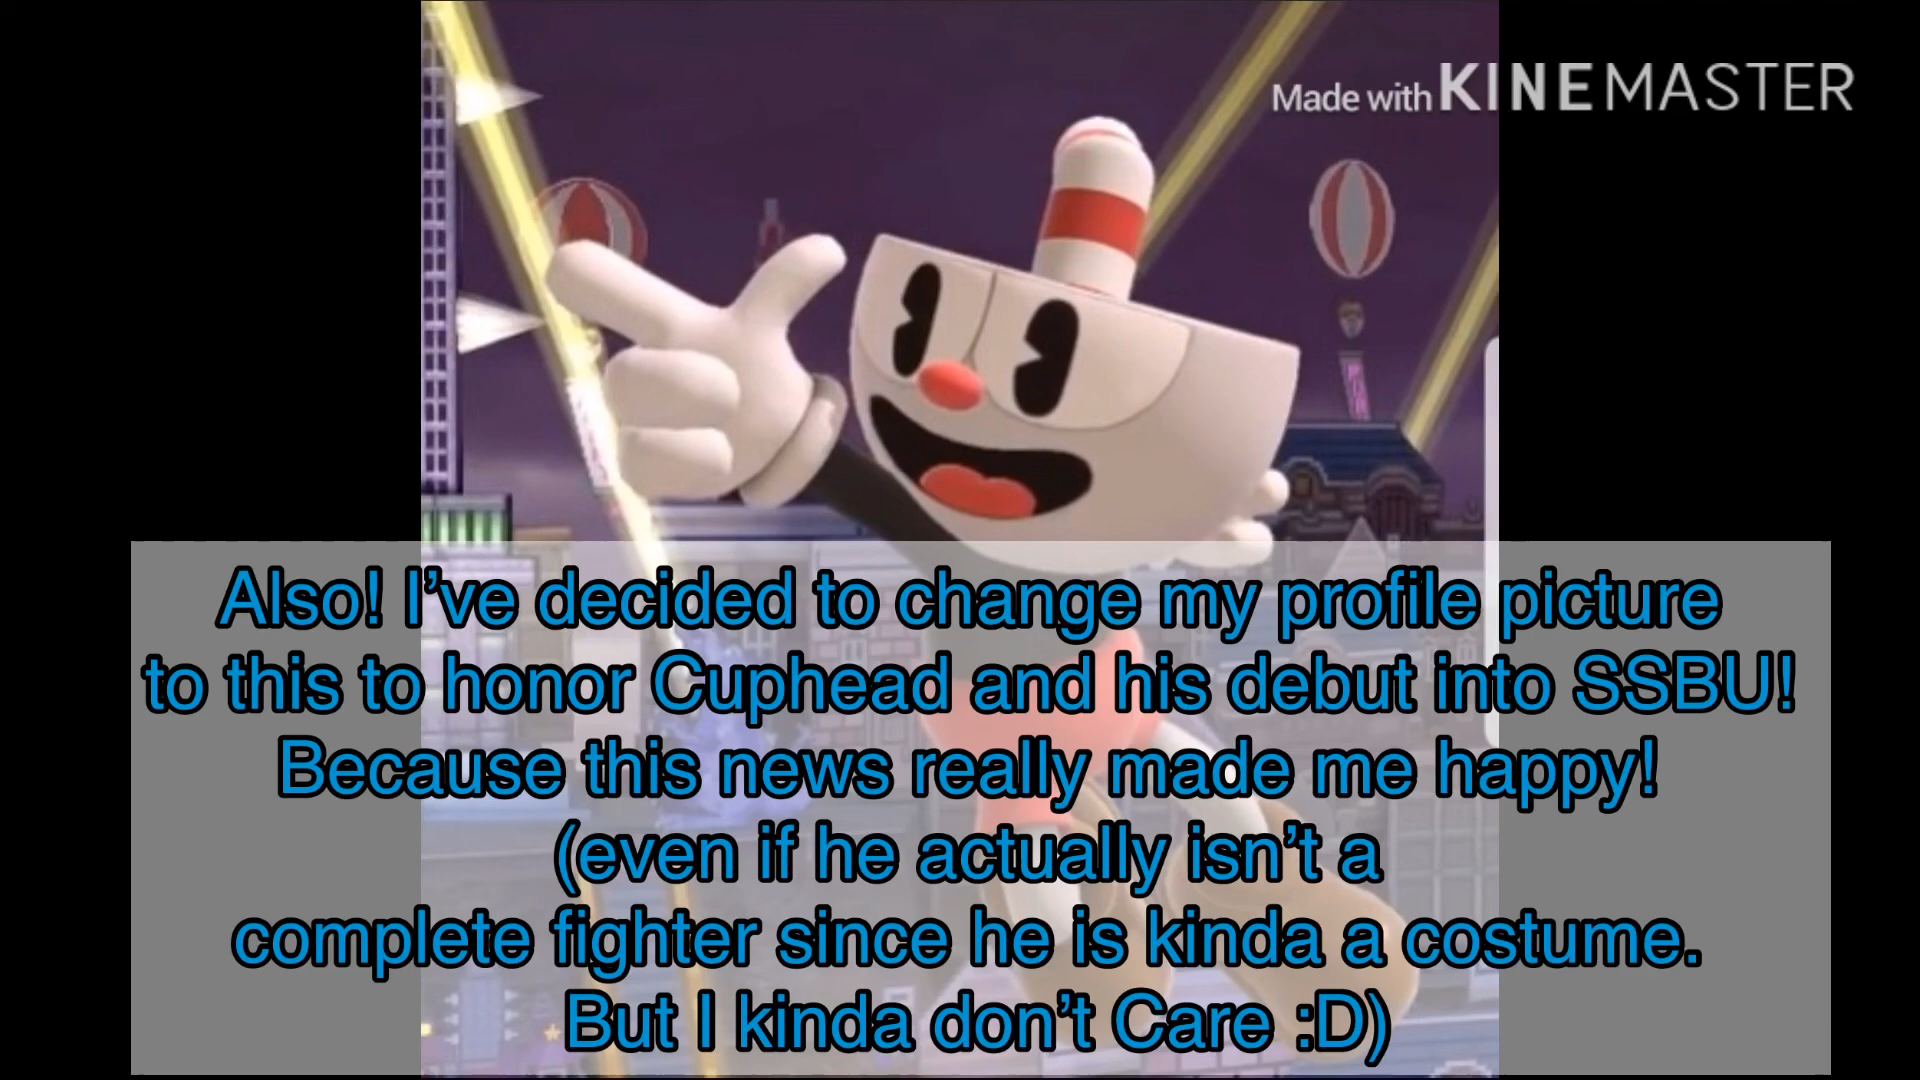 Made with KINEMASTER
Also! I’ve decided to change my profile picture
to this to honor Cuphead and his debut into SSBU!
Because this news really made me happy!
(even if he actually isn’t a
complete fighter since he is kinda a costume.
But I kinda don’t Care :D)